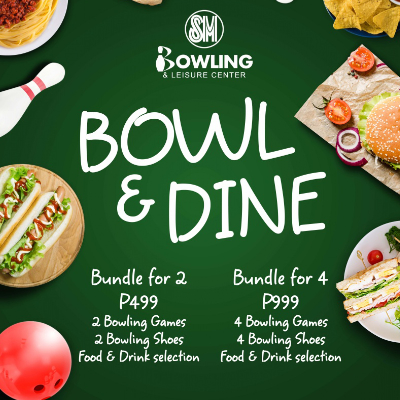 SM
BOWLING
& LEISURE CENTER
BOWL
& DINE
Bundle for 2
P499
2 Bowling Games
2 Bowling Shoes
Food & Drink selection
Bundle for 4
P999
4 Bowling Games
4 Bowling Shoes
Food & Drink selection